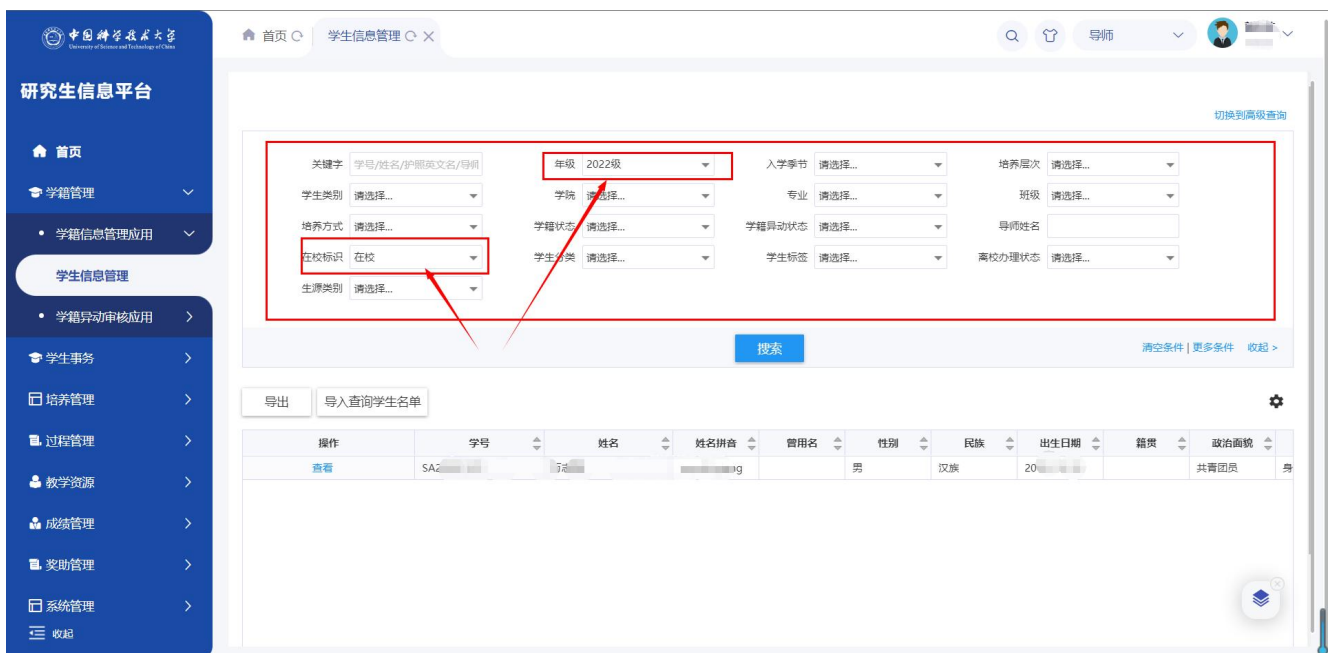 中国科学技术大学
University of Science and Technology of China
首页 学生信息管理 导师
研究生信息平台
首页
学籍管理
学籍信息管理应用
学生信息管理
学籍异动审核应用
学生事务
培养管理
过程管理
教学资源
成绩管理
奖助管理
系统管理
收起
切换到高级查询
关键字 学号/姓名/护照英文名/导师 年级 2022级 入学季节 请选择... 培养层次 请选择...
学生类别 请选择... 学院 请选择... 专业 请选择... 班级 请选择...
培养方式 请选择... 学籍状态 请选择... 学籍异动状态 请选择... 导师姓名
在校标识 在校 学生分类 请选择... 学生标签 请选择... 离校办理状态 请选择...
生源类别 请选择...
搜索 清空条件 | 更多条件 收起 >
导出 导入查询学生名单
操作 学号 姓名 姓名拼音 曾用名 性别 民族 出生日期 籍贯 政治面貌
查看 SA2 男 汉族 20 共青团员 身